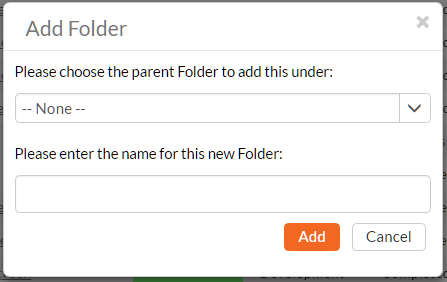 Add Folder
×
Please choose the parent Folder to add this under:
-- None --
Please enter the name for this new Folder:
Add
Cancel